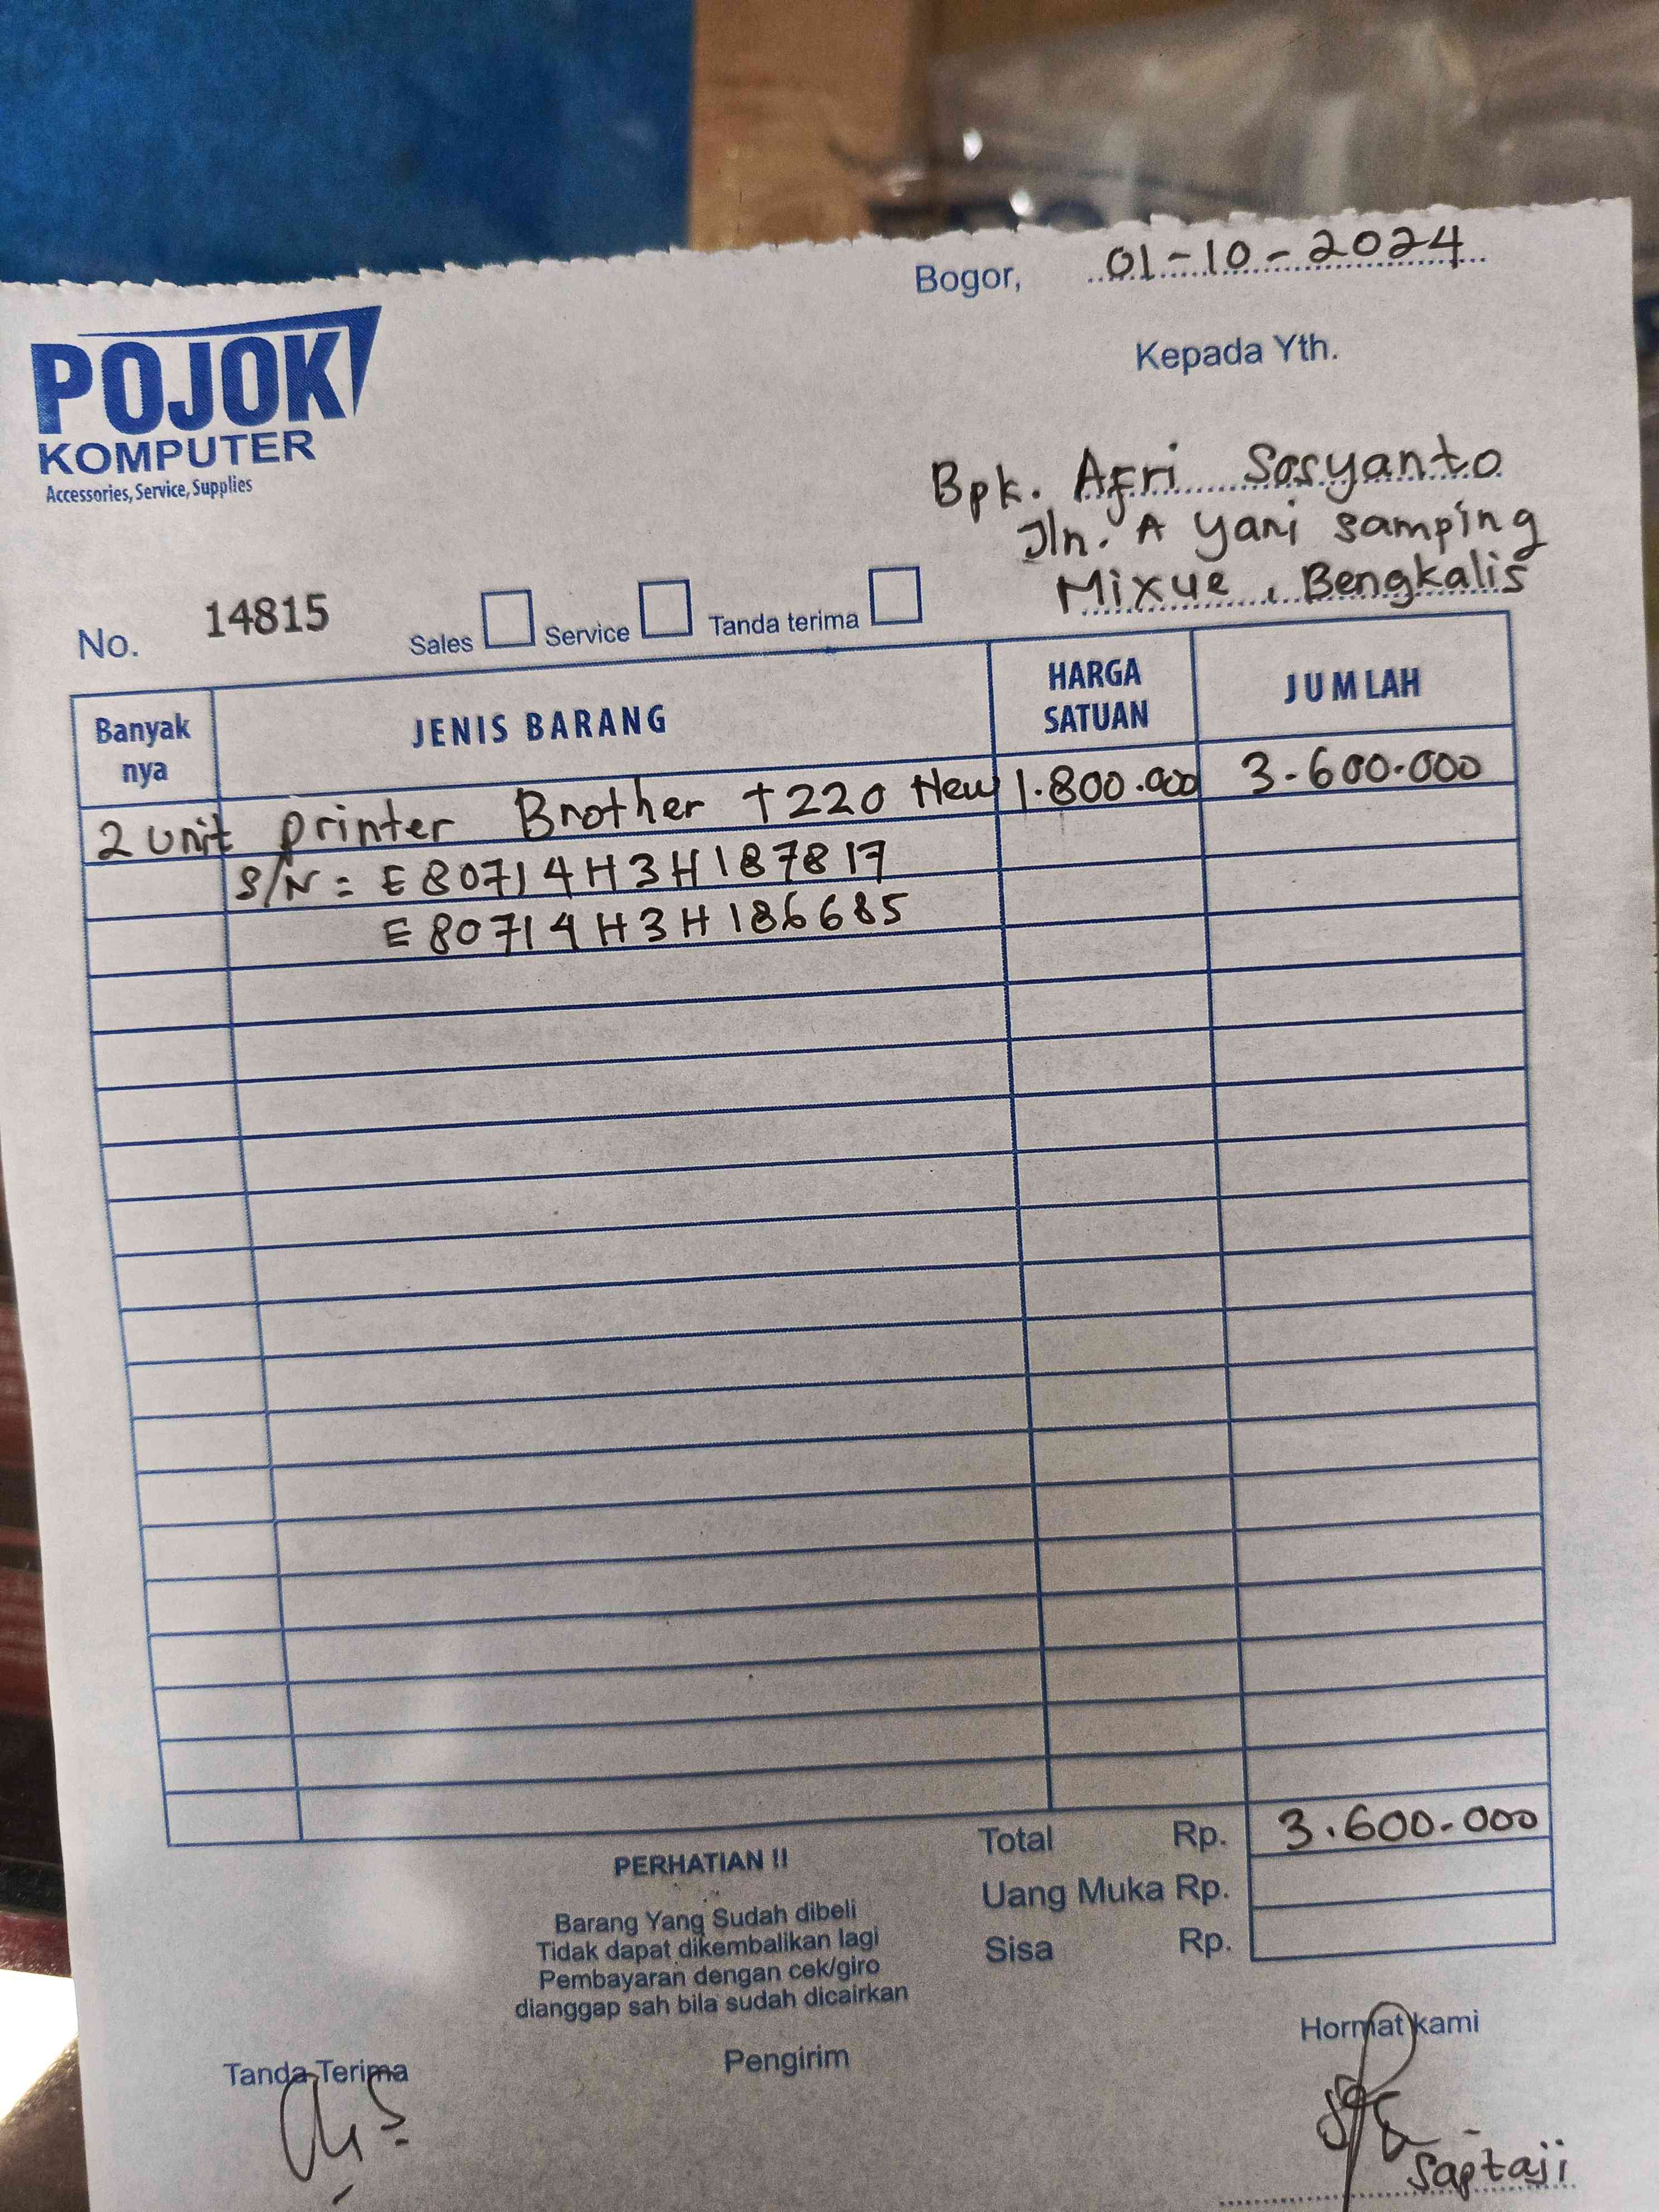 Bogor, 01-10-2024
POJOK
KOMPUTER
Accessories, Service, Supplies
Kepada Yth.
Bpk. Afri Sosyanto
Jln. A Yani samping
Mixue, Bengkalis
No. 14815 Sales Service Tanda terima
Banyak nya JENIS BARANG HARGA SATUAN JUMLAH
2 unit printer Brother T220 New 1.800.000 3.600.000
S/N = E80714H3H187817
E80714H3H186685
Total Rp. 3.600.000
Uang Muka Rp.
Sisa Rp.
PERHATIAN !!
Barang Yang Sudah dibeli
Tidak dapat dikembalikan lagi
Pembayaran dengan cek/giro
dianggap sah bila sudah dicairkan
Tanda Terima Pengirim Hormat kami
Saptaji